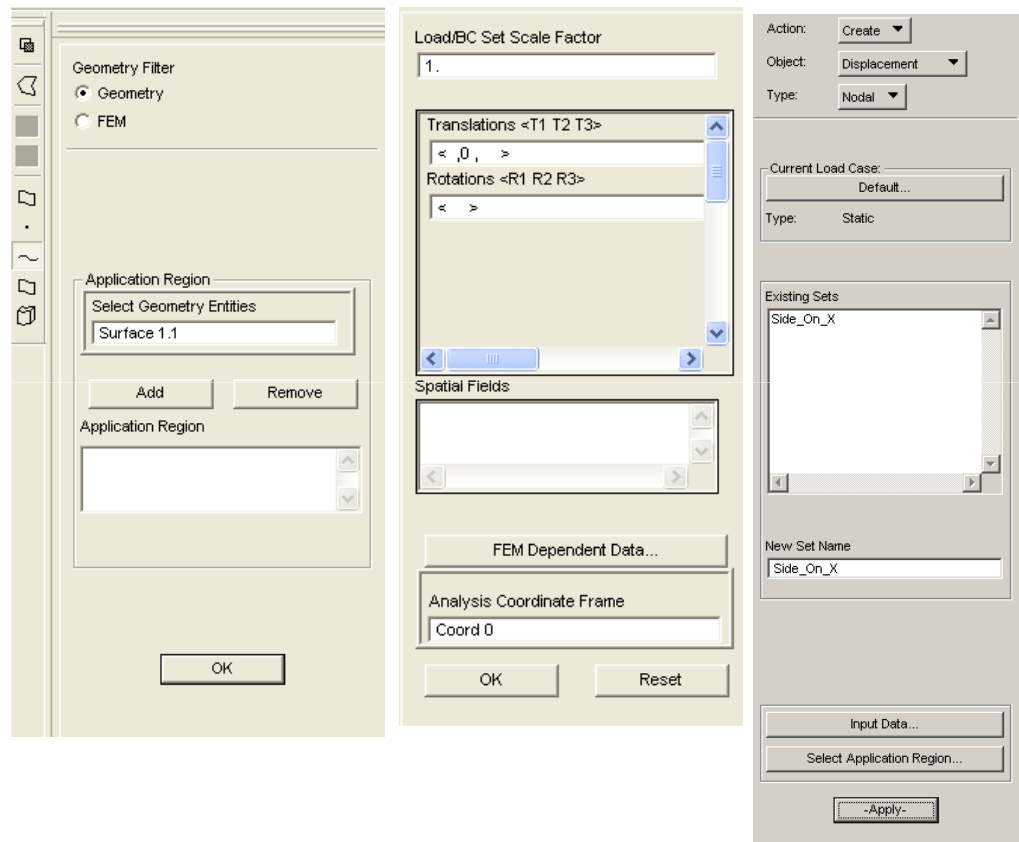 Geometry Filter
Geometry
FEM
Application Region
Select Geometry Entities
Surface 1.1
Add Remove
Application Region
OK
Load/BC Set Scale Factor
1.
Translations <T1 T2 T3>
< ,0 , >
Rotations <R1 R2 R3>
< >
Spatial Fields
FEM Dependent Data...
Analysis Coordinate Frame
Coord 0
OK Reset
Action: Create
Object: Displacement
Type: Nodal
Current Load Case:
Default...
Type: Static
Existing Sets
Side_On_X
New Set Name
Side_On_X
Input Data...
Select Application Region...
-Apply-